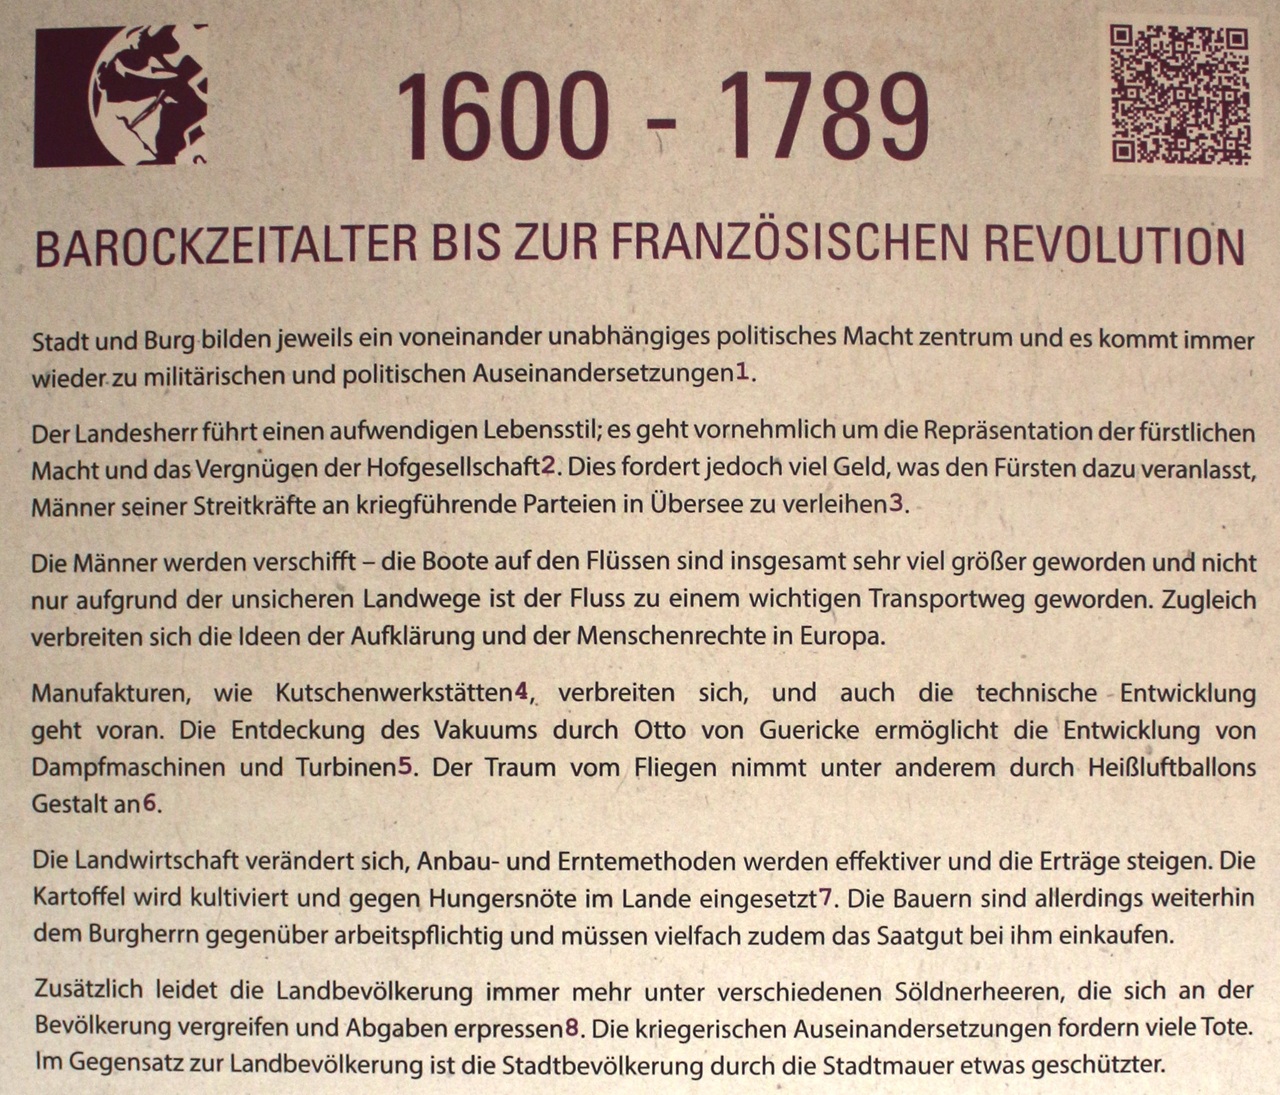 1600 - 1789
BAROCKZEITALTER BIS ZUR FRANZÖSISCHEN REVOLUTION
Stadt und Burg bilden jeweils ein voneinander unabhängiges politisches Macht zentrum und es kommt immer
wieder zu militärischen und politischen Auseinandersetzungen1.
Der Landesherr führt einen aufwendigen Lebensstil; es geht vornehmlich um die Repräsentation der fürstlichen
Macht und das Vergnügen der Hofgesellschaft2. Dies fordert jedoch viel Geld, was den Fürsten dazu veranlasst,
Männer seiner Streitkräfte an kriegführende Parteien in Übersee zu verleihen3.
Die Männer werden verschifft – die Boote auf den Flüssen sind insgesamt sehr viel größer geworden und nicht
nur aufgrund der unsicheren Landwege ist der Fluss zu einem wichtigen Transportweg geworden. Zugleich
verbreiten sich die Ideen der Aufklärung und der Menschenrechte in Europa.
Manufakturen, wie Kutschenwerkstätten4, verbreiten sich, und auch die technische Entwicklung
geht voran. Die Entdeckung des Vakuums durch Otto von Guericke ermöglicht die Entwicklung von
Dampfmaschinen und Turbinen5. Der Traum vom Fliegen nimmt unter anderem durch Heißluftballons
Gestalt an6.
Die Landwirtschaft verändert sich, Anbau- und Erntemethoden werden effektiver und die Erträge steigen. Die
Kartoffel wird kultiviert und gegen Hungersnöte im Lande eingesetzt7. Die Bauern sind allerdings weiterhin
dem Burgherrn gegenüber arbeitspflichtig und müssen vielfach zudem das Saatgut bei ihm einkaufen.
Zusätzlich leidet die Landbevölkerung immer mehr unter verschiedenen Söldnerheeren, die sich an der
Bevölkerung vergreifen und Abgaben erpressen8. Die kriegerischen Auseinandersetzungen fordern viele Tote.
Im Gegensatz zur Landbevölkerung ist die Stadtbevölkerung durch die Stadtmauer etwas geschützter.